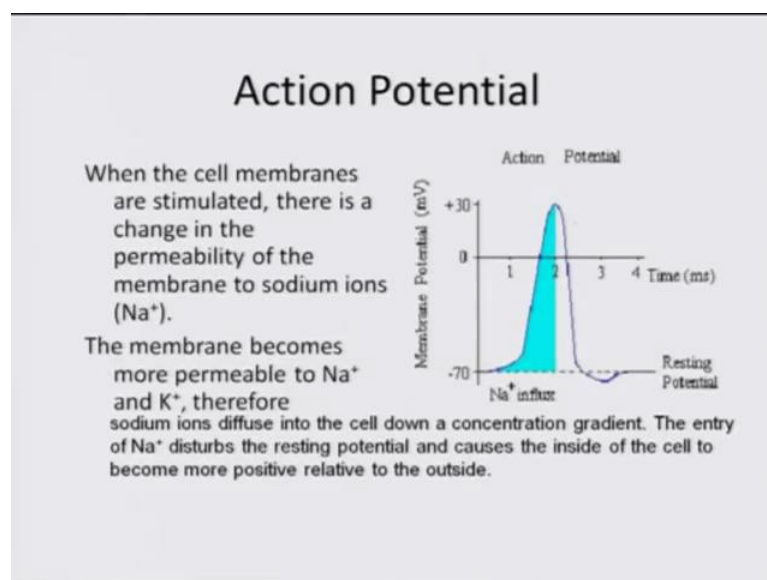 Action Potential
When the cell membranes
are stimulated, there is a
change in the
permeability of the
membrane to sodium ions
(Na⁺).
The membrane becomes
more permeable to Na⁺
and K⁺, therefore
sodium ions diffuse into the cell down a concentration gradient. The entry
of Na⁺ disturbs the resting potential and causes the inside of the cell to
become more positive relative to the outside.
Action Potential
Membrane Potential (mV)
+30
0
-70
1 2 3 4 Time (ms)
Resting
Potential
Na⁺ influx